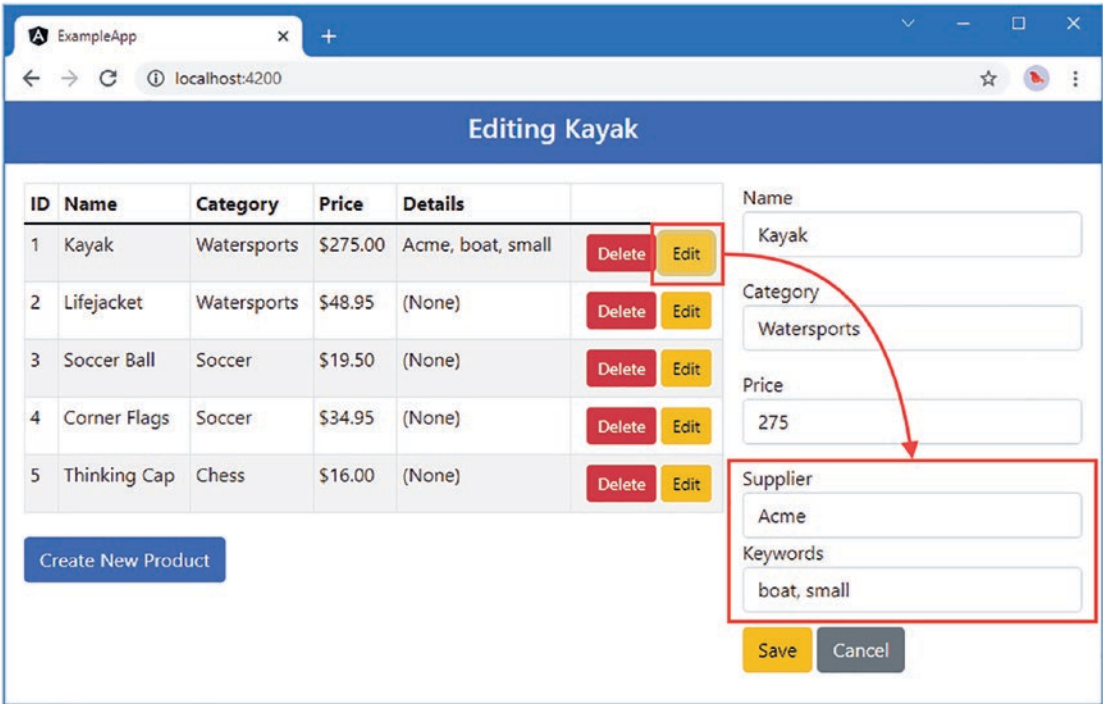 ExampleApp
localhost:4200
Editing Kayak
ID Name Category Price Details
1 Kayak Watersports $275.00 Acme, boat, small Delete Edit
2 Lifejacket Watersports $48.95 (None) Delete Edit
3 Soccer Ball Soccer $19.50 (None) Delete Edit
4 Corner Flags Soccer $34.95 (None) Delete Edit
5 Thinking Cap Chess $16.00 (None) Delete Edit
Create New Product
Name
Kayak
Category
Watersports
Price
275
Supplier
Acme
Keywords
boat, small
Save Cancel